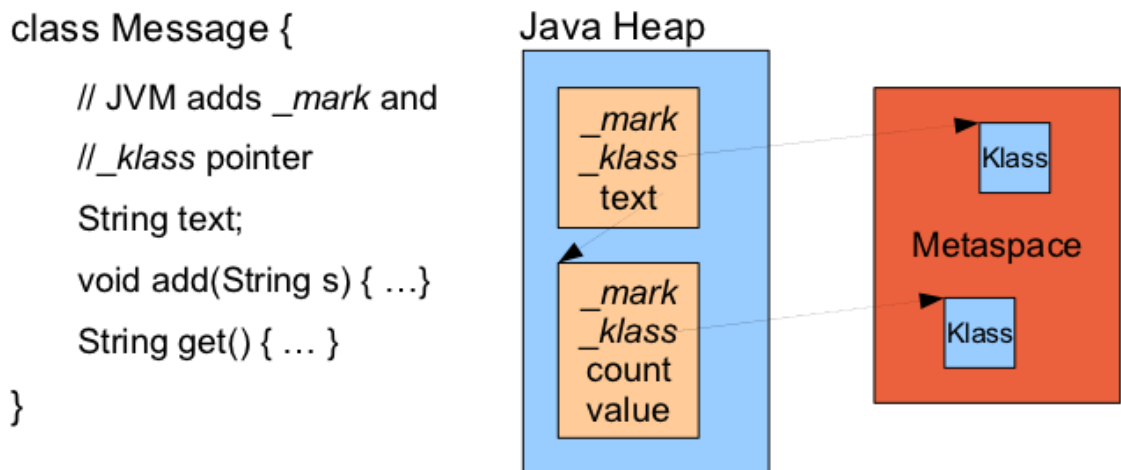 class Message {
// JVM adds _mark and
//_klass pointer
String text;
void add(String s) { …}
String get() { … }
}
Java Heap
_mark
_klass
text
_mark
_klass
count
value
Klass
Metaspace
Klass